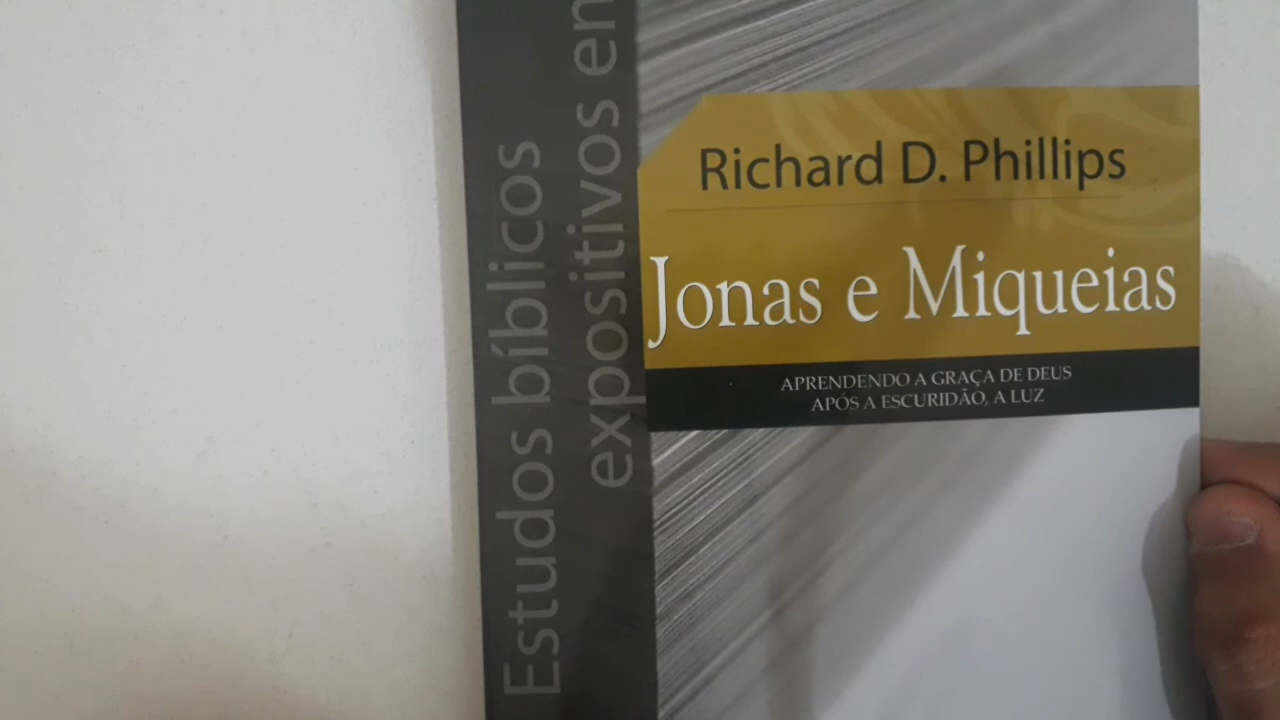 Estudos bíblicos
expositivos em
Richard D. Phillips
Jonas e Miqueias
APRENDENDO A GRAÇA DE DEUS
APÓS A ESCURIDÃO, A LUZ